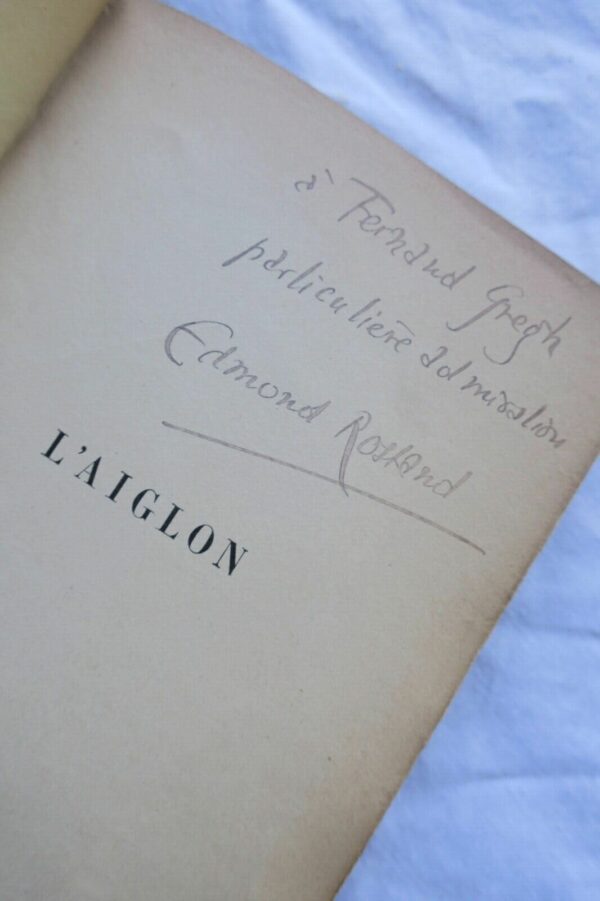 à Fernand Gregh
particulière admiration
Edmond Rostand
L'AIGLON